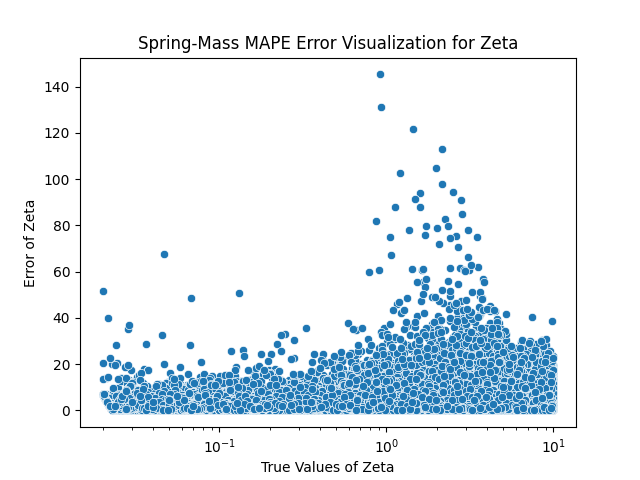 Spring-Mass MAPE Error Visualization for Zeta
140
120
100
80
60
40
20
0
Error of Zeta
10⁻¹ 10⁰ 10¹
True Values of Zeta